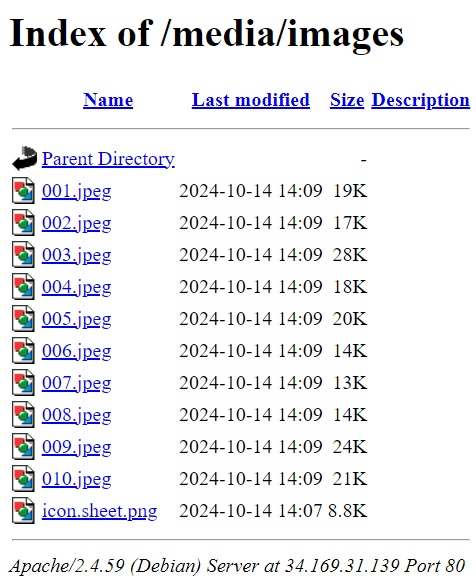 Index of /media/images
Name Last modified Size Description
Parent Directory -
001.jpeg 2024-10-14 14:09 19K
002.jpeg 2024-10-14 14:09 17K
003.jpeg 2024-10-14 14:09 28K
004.jpeg 2024-10-14 14:09 18K
005.jpeg 2024-10-14 14:09 20K
006.jpeg 2024-10-14 14:09 14K
007.jpeg 2024-10-14 14:09 13K
008.jpeg 2024-10-14 14:09 14K
009.jpeg 2024-10-14 14:09 24K
010.jpeg 2024-10-14 14:09 21K
icon.sheet.png 2024-10-14 14:07 8.8K
Apache/2.4.59 (Debian) Server at 34.169.31.139 Port 80